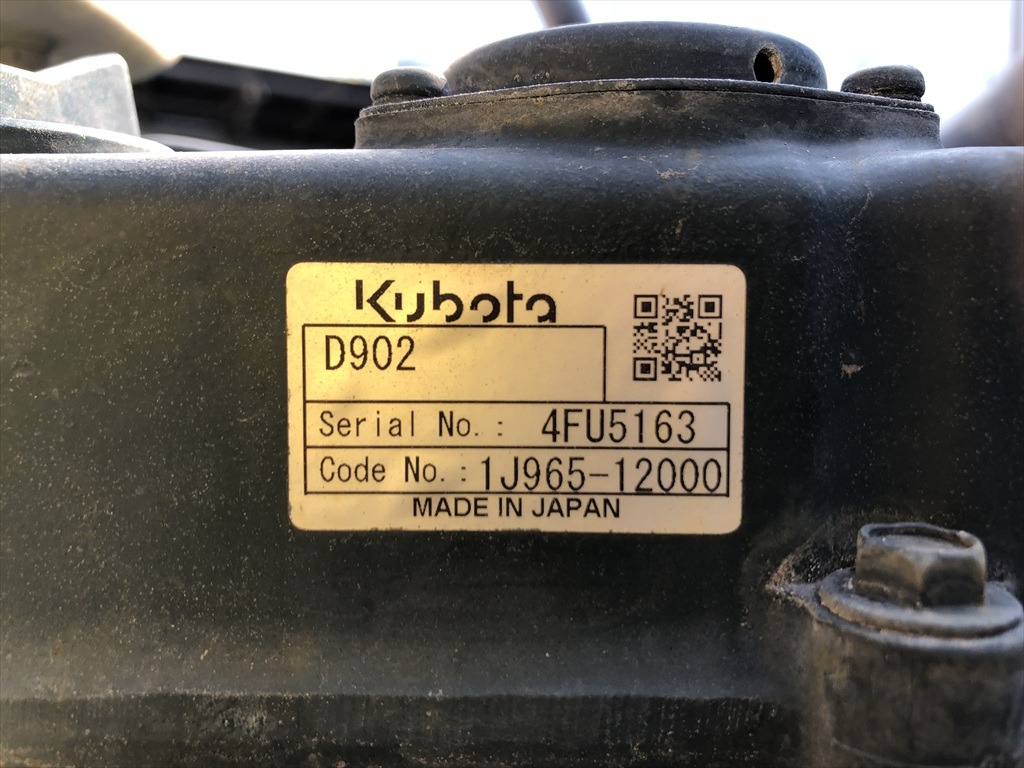 Kubota
D902
Serial No.: 4FU5163
Code No.: 1J965-12000
MADE IN JAPAN